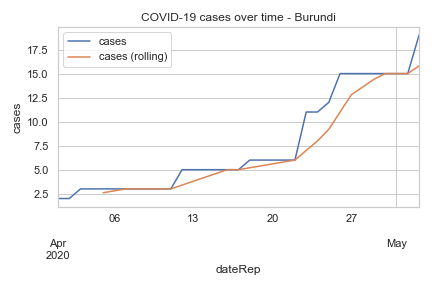 COVID-19 cases over time - Burundi
cases
cases (rolling)
cases
17.5
15.0
12.5
10.0
7.5
5.0
2.5
06
13
20
27
Apr
2020
May
dateRep